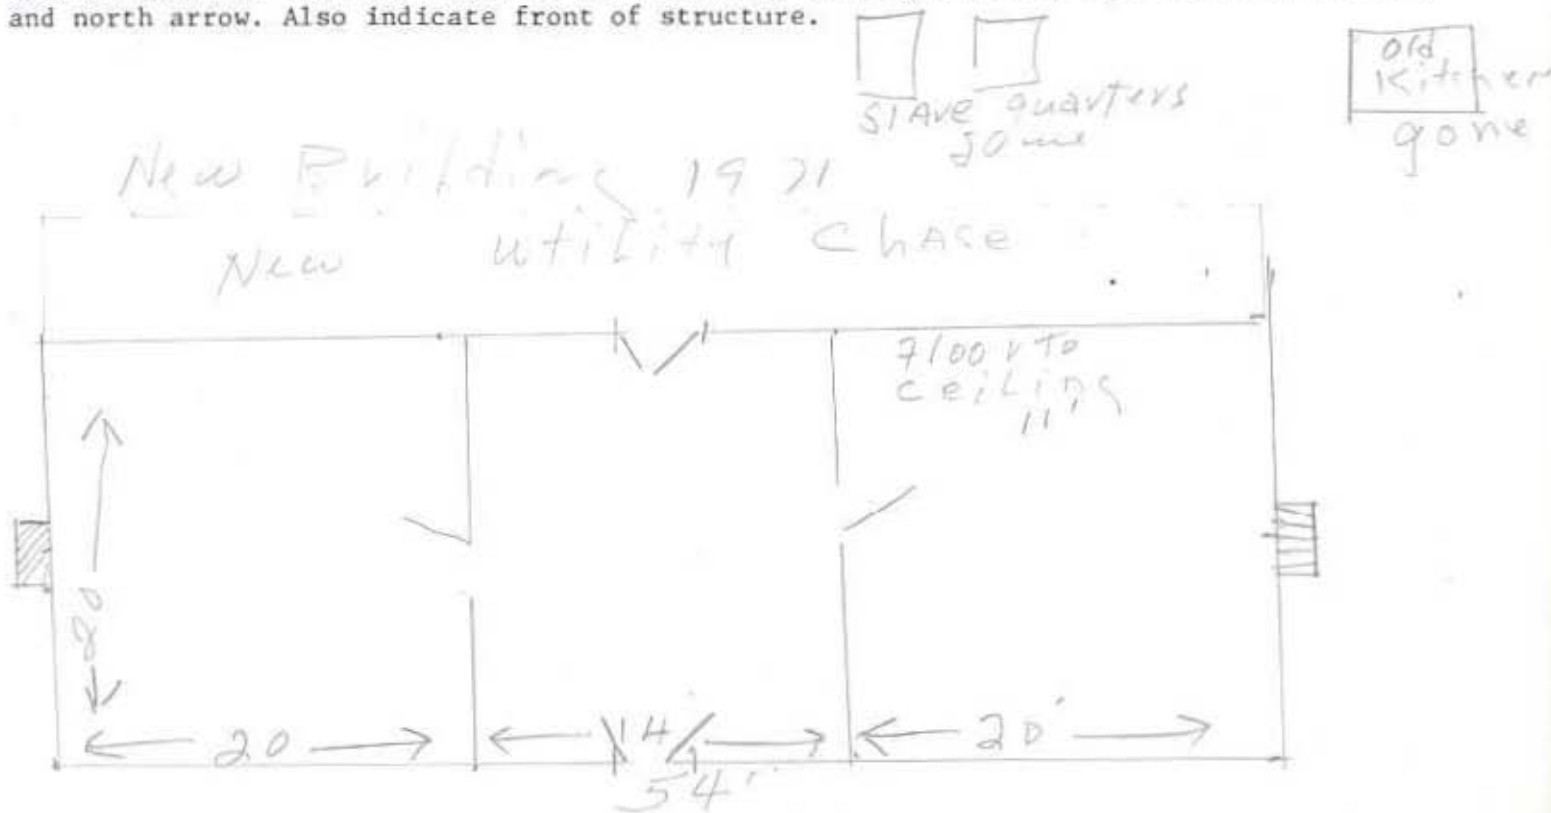 and north arrow. Also indicate front of structure.
Old
Kitchen
gone
Slave quarters
gone
New Building 1971
New utility Chase
floor to
ceiling
11'
20
20
14
20'
54'